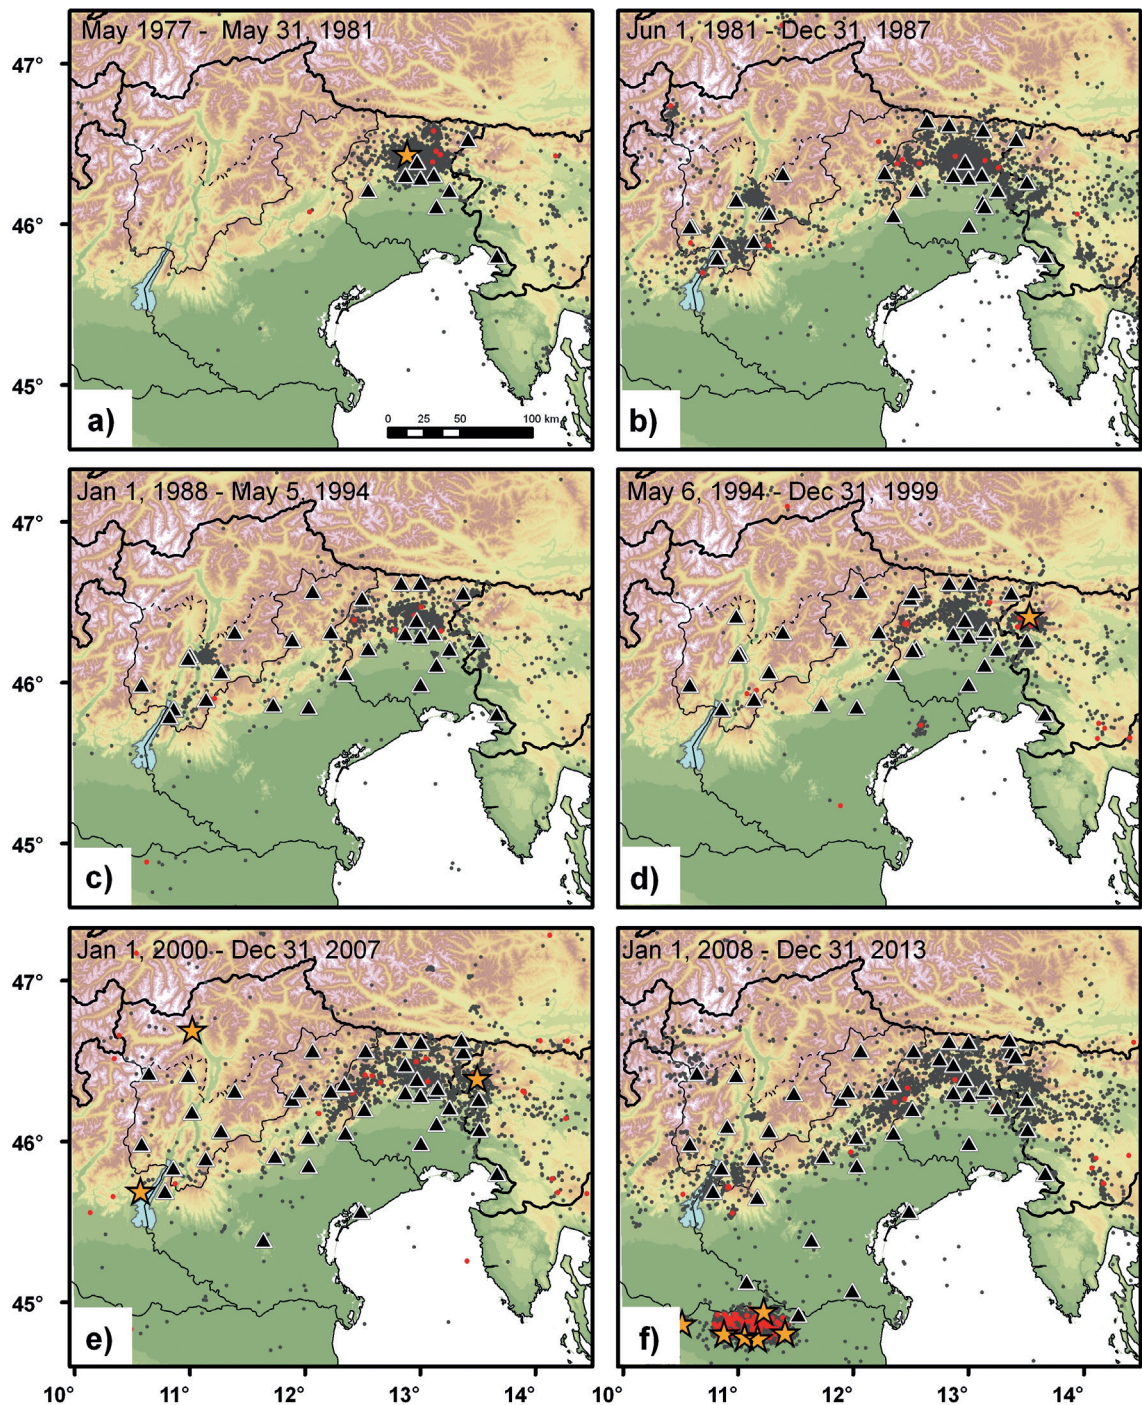 May 1977 - May 31, 1981
Jun 1, 1981 - Dec 31, 1987
47°
46°
45°
0 25 50 100 km
a)
b)
Jan 1, 1988 - May 5, 1994
May 6, 1994 - Dec 31, 1999
47°
46°
45°
c)
d)
Jan 1, 2000 - Dec 31, 2007
Jan 1, 2008 - Dec 31, 2013
47°
46°
45°
e)
f)
10° 11° 12° 13° 14° 10° 11° 12° 13° 14°